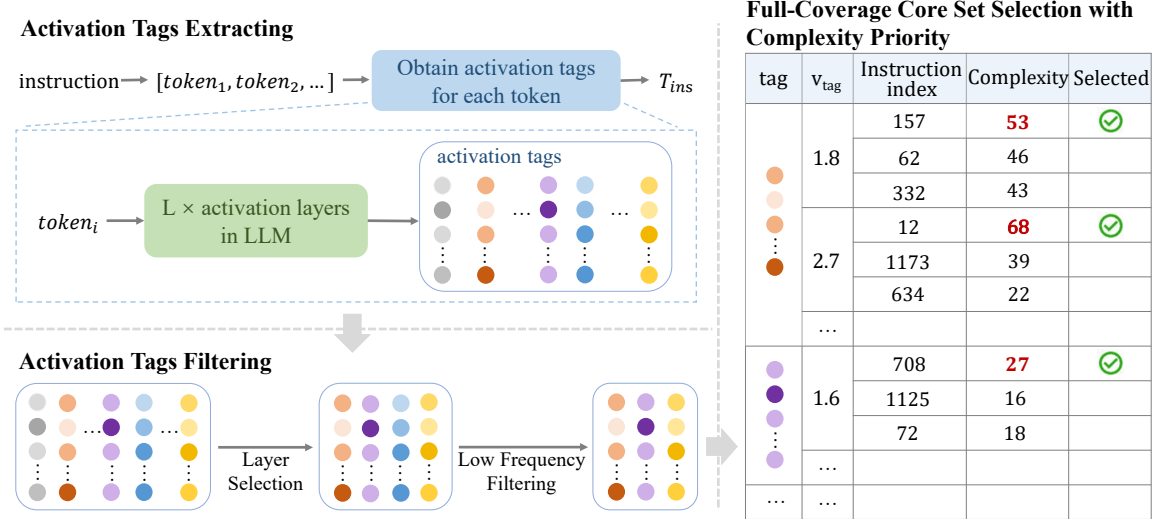 Activation Tags Extracting
instruction
[token₁, token₂, …]
Obtain activation tags
for each token
Tᵢₙₛ
activation tags
tokenᵢ
L × activation layers
in LLM
… …
Activation Tags Filtering
… …
Layer
Selection
Low Frequency
Filtering
Full-Coverage Core Set Selection with
Complexity Priority
tag v_tag Instruction index Complexity Selected
157 53
1.8 62 46
332 43
12 68
2.7 1173 39
634 22
…
708 27
1.6 1125 16
72 18
…
… …